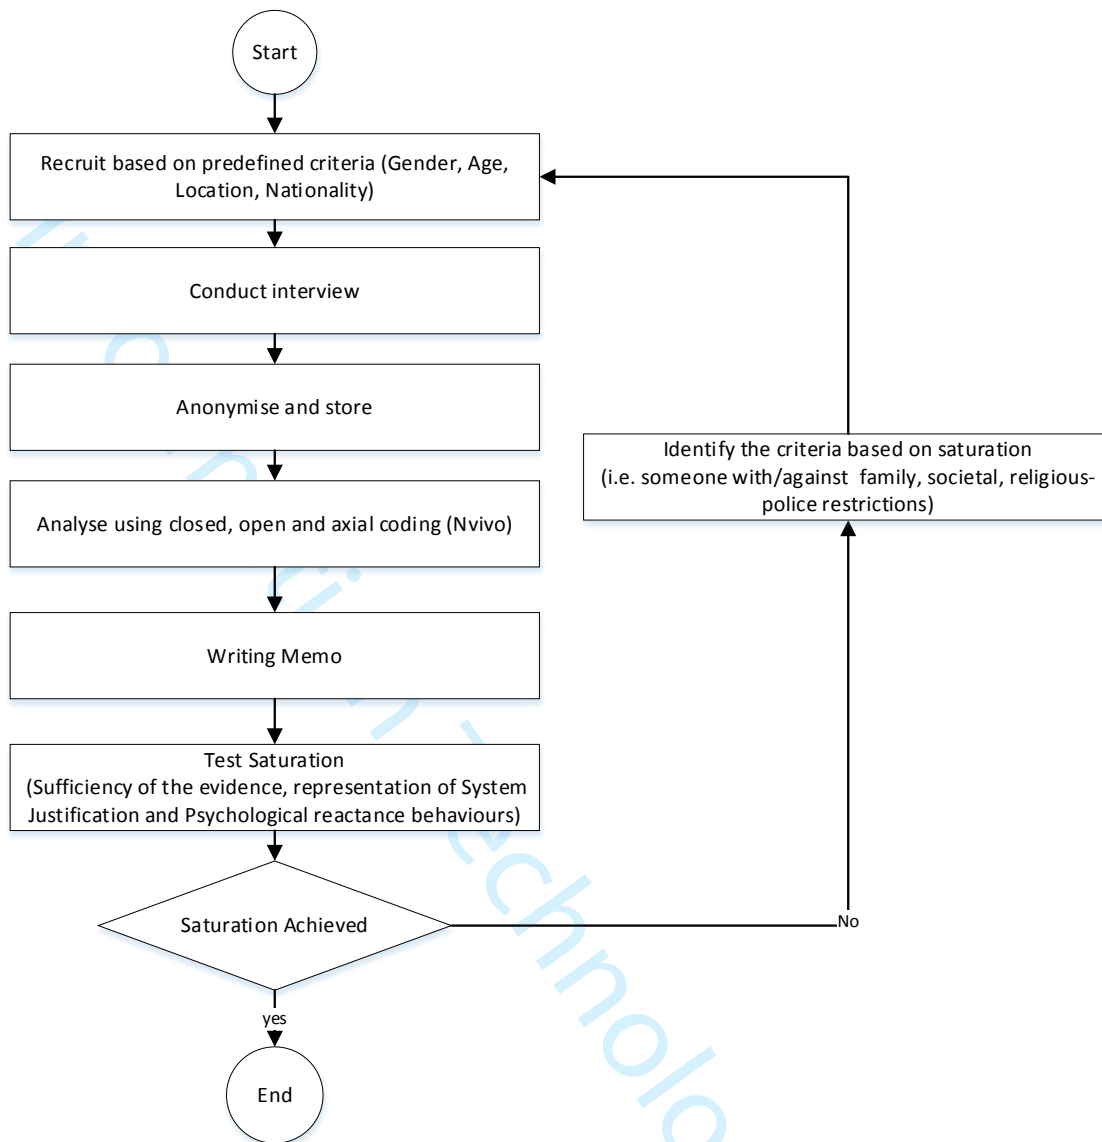 Start
Recruit based on predefined criteria (Gender, Age,
Location, Nationality)
Conduct interview
Anonymise and store
Analyse using closed, open and axial coding (Nvivo)
Writing Memo
Test Saturation
(Sufficiency of the evidence, representation of System
Justification and Psychological reactance behaviours)
Saturation Achieved
yes
End
No
Identify the criteria based on saturation
(i.e. someone with/against  family, societal, religious-
police restrictions)